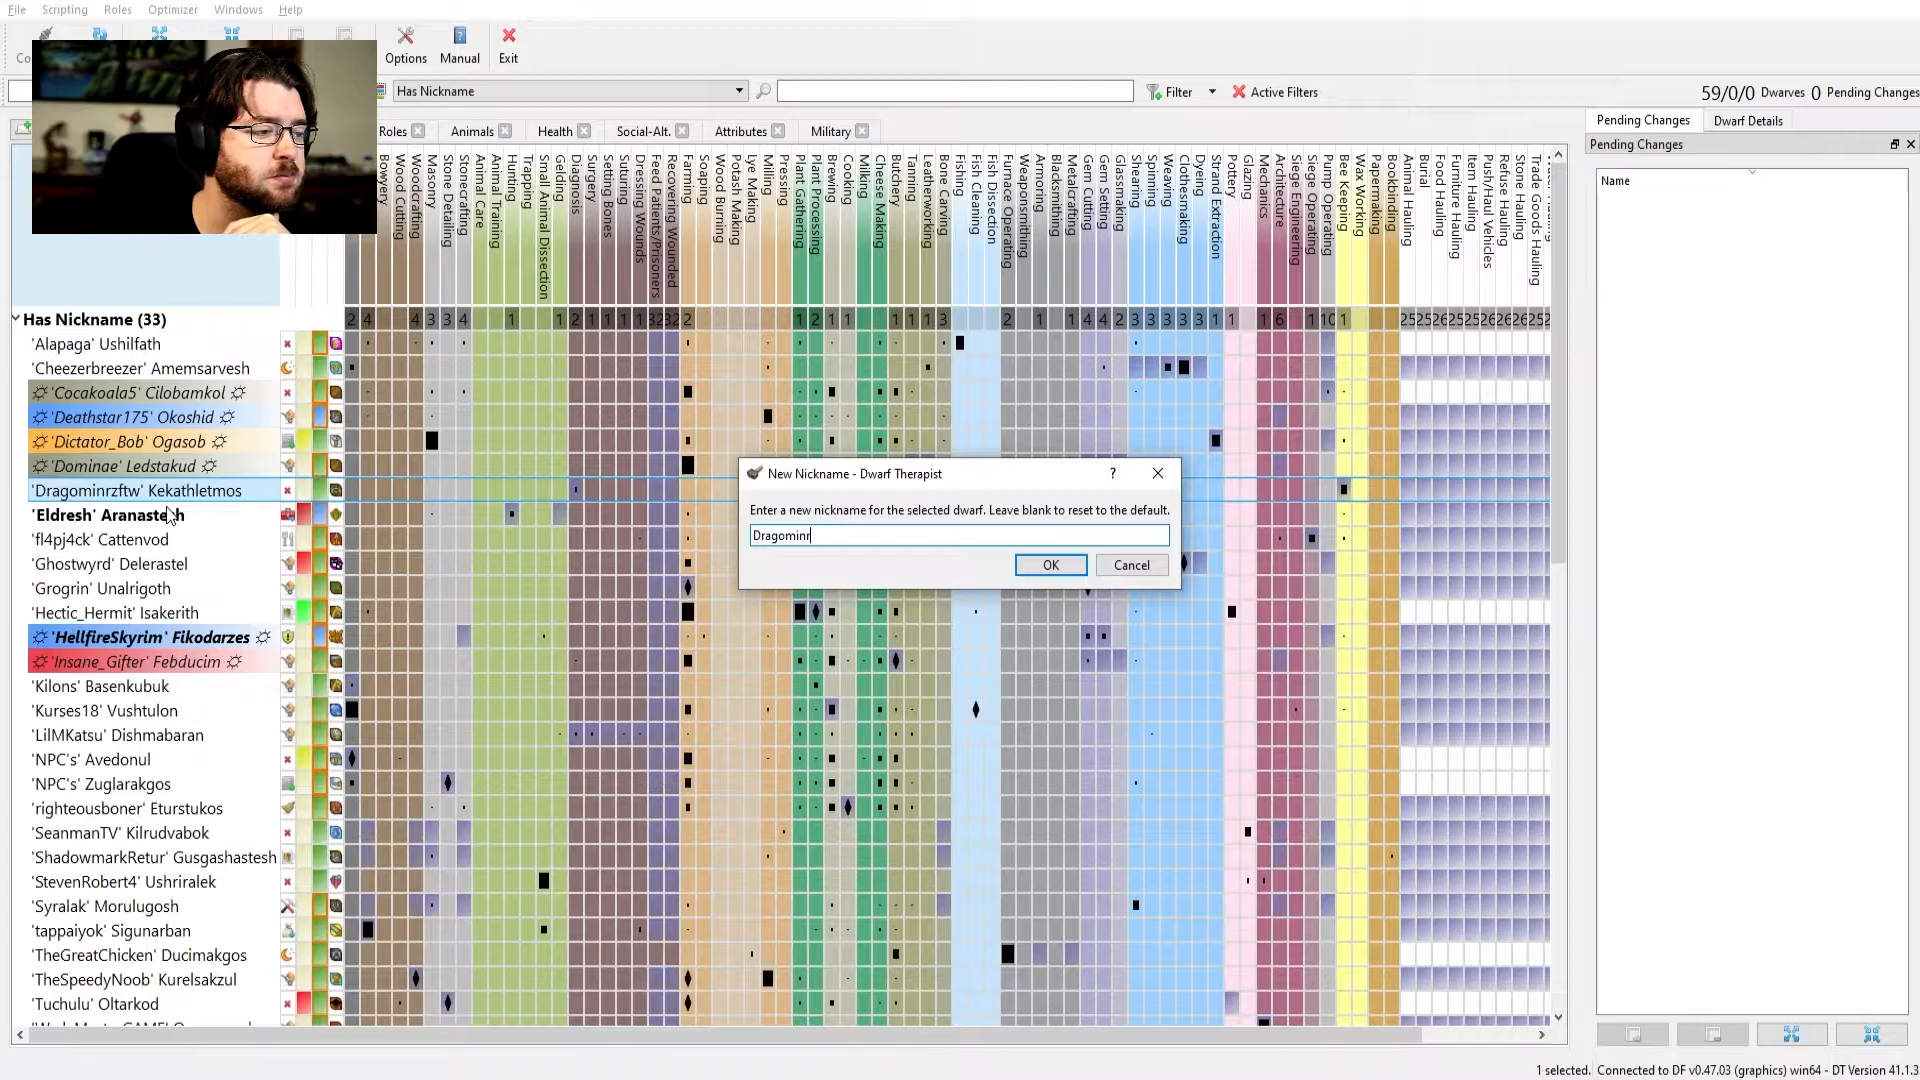 File Scripting Roles Optimizer Windows Help
Options Manual Exit
Has Nickname Filter Active Filters 59/0/0 Dwarves 0 Pending Changes
Roles Animals Health Social-Alt. Attributes Military
Pending Changes Dwarf Details
Pending Changes
Name
Bowyery
Wood Cutting
Woodcrafting
Masonry
Stone Detailing
Stonecrafting
Animal Care
Animal Training
Hunting
Trapping
Small Animal Dissection
Gelding
Diagnosis
Surgery
Setting Bones
Suturing
Dressing Wounds
Feed Patients/Prisoners
Recovering Wounded
Farming
Soaping
Wood Burning
Potash Making
Lye Making
Milling
Pressing
Plant Gathering
Plant Processing
Brewing
Cooking
Milking
Cheese Making
Butchery
Tanning
Leatherworking
Bone Carving
Fishing
Fish Cleaning
Fish Dissection
Furnace Operating
Weaponsmithing
Armoring
Blacksmithing
Metalcrafting
Gem Cutting
Gem Setting
Glassmaking
Shearing
Spinning
Weaving
Clothesmaking
Dyeing
Strand Extraction
Pottery
Glazing
Mechanics
Architecture
Siege Engineering
Siege Operating
Pump Operating
Bee Keeping
Wax Working
Papermaking
Bookbinding
Animal Hauling
Burial
Food Hauling
Furniture Hauling
Item Hauling
Push/Haul Vehicles
Refuse Hauling
Stone Hauling
Trade Goods Hauling
Has Nickname (33)
'Alapaga' Ushilfath
'Cheezerbreezer' Amemsarvesh
'Cocakoala5' Cilobamkol
'Deathstar175' Okoshid
'Dictator_Bob' Ogasob
'Dominae' Ledstakud
'Dragominrzftw' Kekathletmos
'Eldresh' Aranastesh
'fl4pj4ck' Cattenvod
'Ghostwyrd' Delerastel
'Grogrin' Unalrigoth
'Hectic_Hermit' Isakerith
'HellfireSkyrim' Fikodarzes
'Insane_Gifter' Febducim
'Kilons' Basenkubuk
'Kurses18' Vushtulon
'LilMKatsu' Dishmabaran
'NPC's' Avedonul
'NPC's' Zuglarakgos
'righteousboner' Eturstukos
'SeanmanTV' Kilrudvabok
'ShadowmarkRetur' Gusgashastesh
'StevenRobert4' Ushriralek
'Syralak' Morulugosh
'tappaiyok' Sigunarban
'TheGreatChicken' Ducimakgos
'TheSpeedyNoob' Kurelsakzul
'Tuchulu' Oltarkod
New Nickname - Dwarf Therapist ?
Enter a new nickname for the selected dwarf. Leave blank to reset to the default.
Dragominr
OK Cancel
1 selected. Connected to DF v0.47.03 (graphics) win64 - DT Version 41.1.3